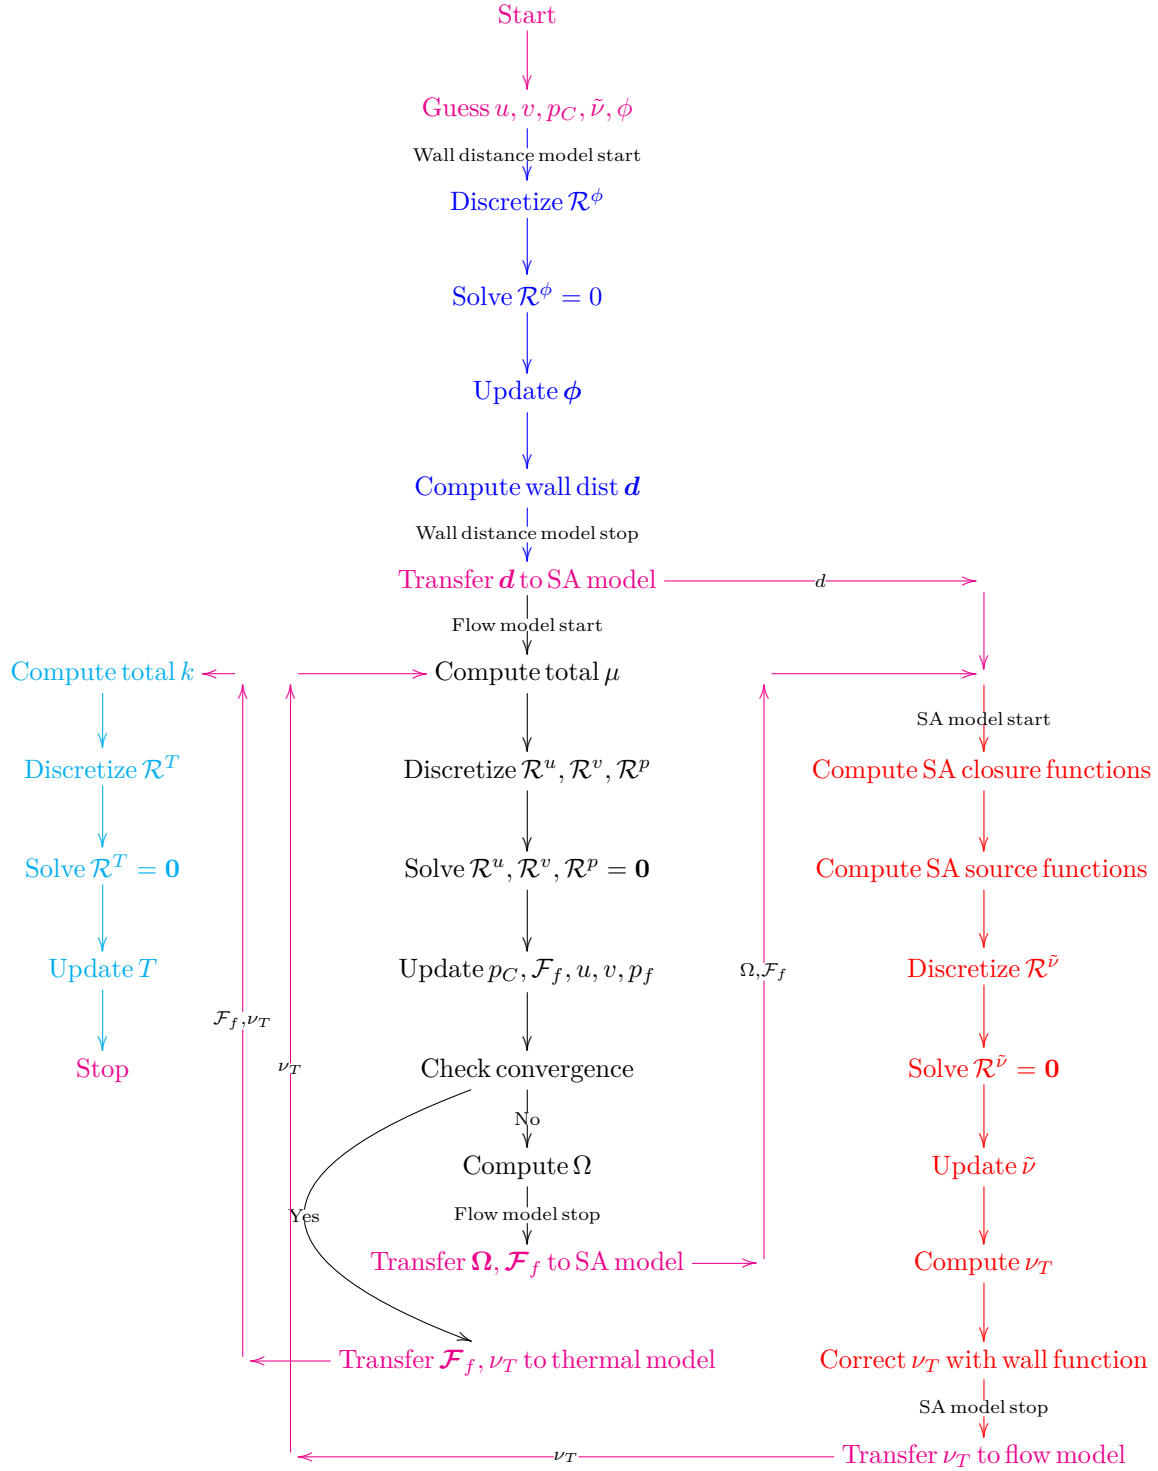 Start
Guess u, v, p_C, ν̃, ϕ
Wall distance model start
Discretize ℛ^ϕ
Solve ℛ^ϕ = 0
Update ϕ
Compute wall dist d
Wall distance model stop
Transfer d to SA model
d
Flow model start
Compute total k
Compute total μ
SA model start
Discretize ℛ^T
Discretize ℛ^u, ℛ^v, ℛ^p
Compute SA closure functions
Solve ℛ^T = 0
Solve ℛ^u, ℛ^v, ℛ^p = 0
Compute SA source functions
Update T
Update p_C, ℱ_f, u, v, p_f
Ω,ℱ_f
Discretize ℛ^ν̃
ℱ_f,ν_T
Stop
ν_T
Check convergence
Solve ℛ^ν̃ = 0
No
Compute Ω
Update ν̃
Yes
Flow model stop
Transfer Ω, ℱ_f to SA model
Compute ν_T
Transfer ℱ_f, ν_T to thermal model
Correct ν_T with wall function
SA model stop
ν_T
Transfer ν_T to flow model